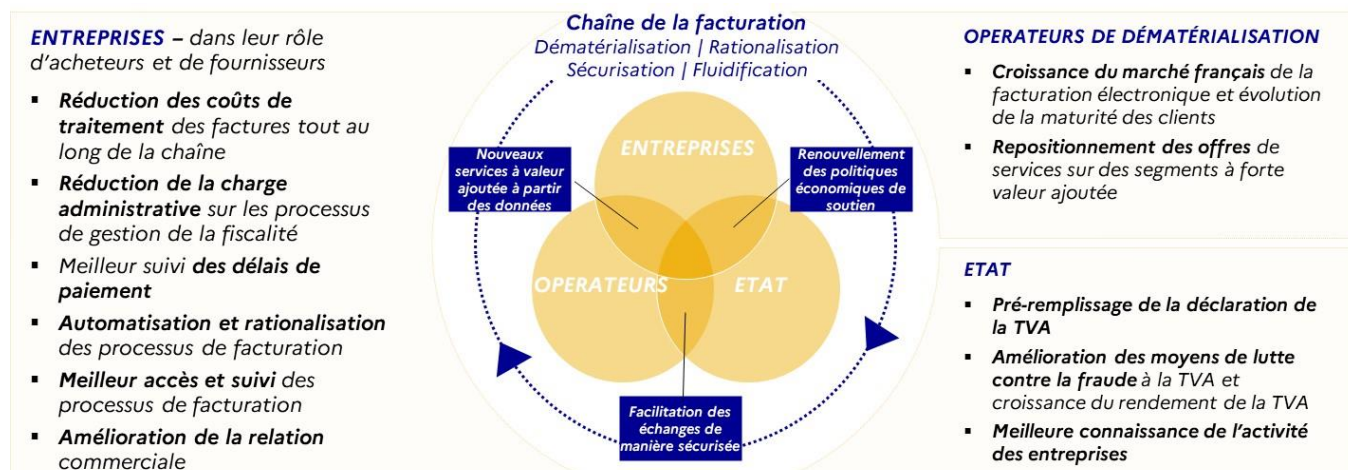 ENTREPRISES – dans leur rôle
d’acheteurs et de fournisseurs
▪ Réduction des coûts de
traitement des factures tout au
long de la chaîne
▪ Réduction de la charge
administrative sur les processus
de gestion de la fiscalité
▪ Meilleur suivi des délais de
paiement
▪ Automatisation et rationalisation
des processus de facturation
▪ Meilleur accès et suivi des
processus de facturation
▪ Amélioration de la relation
commerciale
Chaîne de la facturation
Dématérialisation | Rationalisation
Sécurisation | Fluidification
ENTREPRISES
Nouveaux
services à valeur
ajoutée à partir
des données
Renouvellement
des politiques
économiques de
soutien
OPERATEURS
ETAT
Facilitation des
échanges de
manière sécurisée
OPERATEURS DE DÉMATÉRIALISATION
▪ Croissance du marché français de la
facturation électronique et évolution
de la maturité des clients
▪ Repositionnement des offres de
services sur des segments à forte
valeur ajoutée
ETAT
▪ Pré-remplissage de la déclaration de
la TVA
▪ Amélioration des moyens de lutte
contre la fraude à la TVA et
croissance du rendement de la TVA
▪ Meilleure connaissance de l’activité
des entreprises